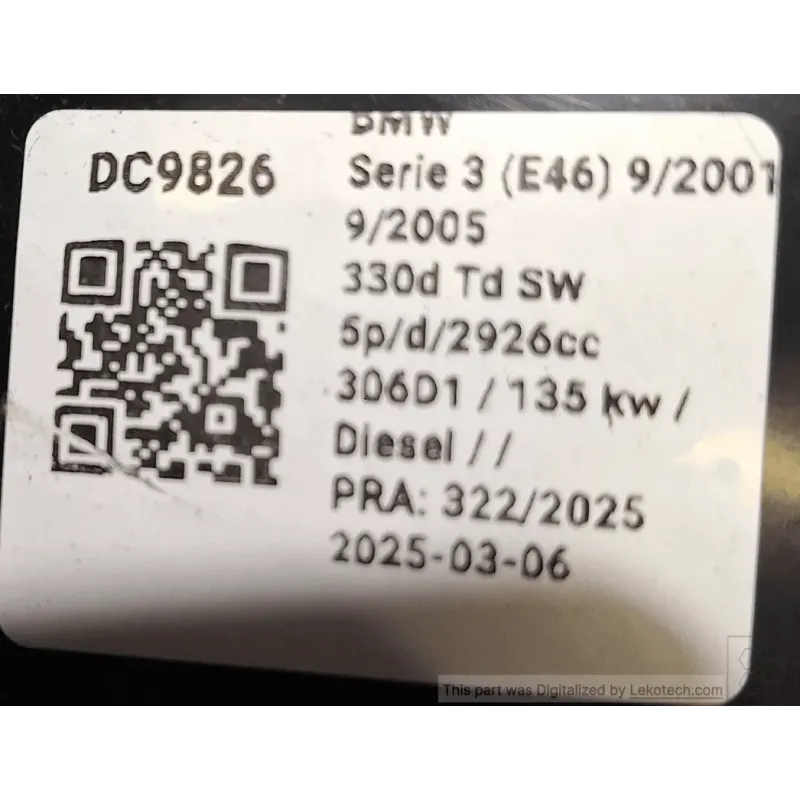 DC9826
BMW
Serie 3 (E46) 9/2001
9/2005
330d Td SW
5p/d/2926cc
306D1 / 135 kw /
Diesel / /
PRA: 322/2025
2025-03-06
This part was Digitalized by Lekotech.com